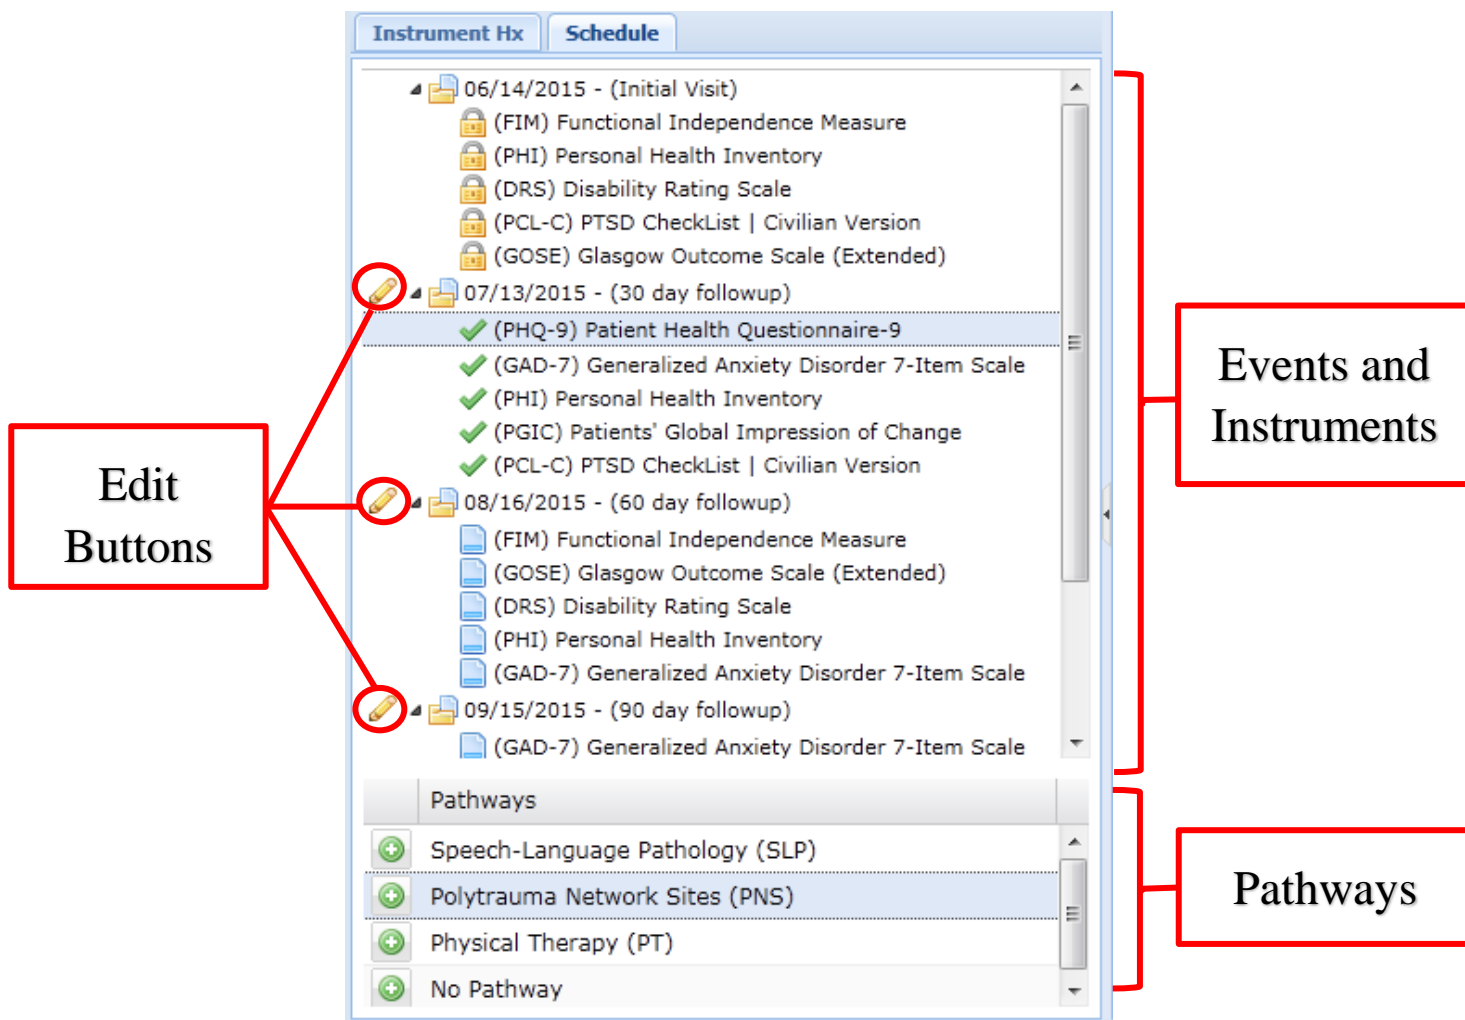 Instrument Hx
Schedule
06/14/2015 - (Initial Visit)
(FIM) Functional Independence Measure
(PHI) Personal Health Inventory
(DRS) Disability Rating Scale
(PCL-C) PTSD CheckList | Civilian Version
(GOSE) Glasgow Outcome Scale (Extended)
07/13/2015 - (30 day followup)
(PHQ-9) Patient Health Questionnaire-9
(GAD-7) Generalized Anxiety Disorder 7-Item Scale
(PHI) Personal Health Inventory
(PGIC) Patients' Global Impression of Change
(PCL-C) PTSD CheckList | Civilian Version
08/16/2015 - (60 day followup)
(FIM) Functional Independence Measure
(GOSE) Glasgow Outcome Scale (Extended)
(DRS) Disability Rating Scale
(PHI) Personal Health Inventory
(GAD-7) Generalized Anxiety Disorder 7-Item Scale
09/15/2015 - (90 day followup)
(GAD-7) Generalized Anxiety Disorder 7-Item Scale
Pathways
Speech-Language Pathology (SLP)
Polytrauma Network Sites (PNS)
Physical Therapy (PT)
No Pathway
Edit
Buttons
Events and
Instruments
Pathways